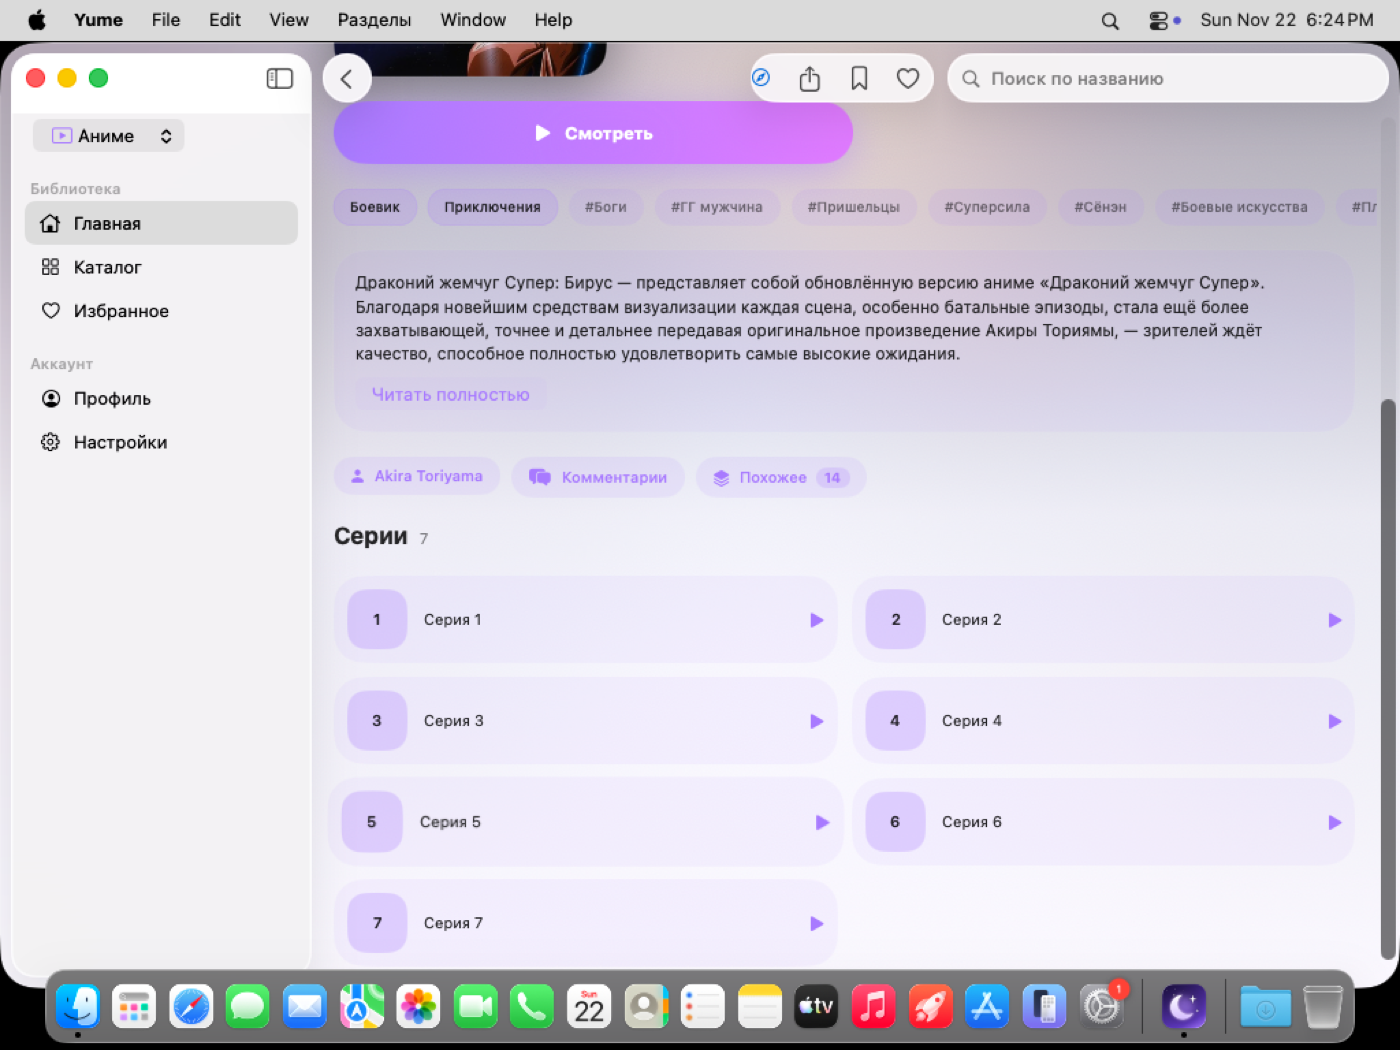 Yume File Edit View Разделы Window Help Sun Nov 22 6:24 PM
Поиск по названию
Аниме
Библиотека
Главная
Каталог
Избранное
Аккаунт
Профиль
Настройки
Смотреть
Боевик Приключения #Боги #ГГ мужчина #Пришельцы #Суперсила #Сёнэн #Боевые искусства #Пл
Драконий жемчуг Супер: Бирус — представляет собой обновлённую версию аниме «Драконий жемчуг Супер».
Благодаря новейшим средствам визуализации каждая сцена, особенно батальные эпизоды, стала ещё более
захватывающей, точнее и детальнее передавая оригинальное произведение Акиры Ториямы, — зрителей ждёт
качество, способное полностью удовлетворить самые высокие ожидания.
Читать полностью
Akira Toriyama Комментарии Похожее 14
Серии 7
1 Серия 1
2 Серия 2
3 Серия 3
4 Серия 4
5 Серия 5
6 Серия 6
7 Серия 7
Sun
22
tv
1